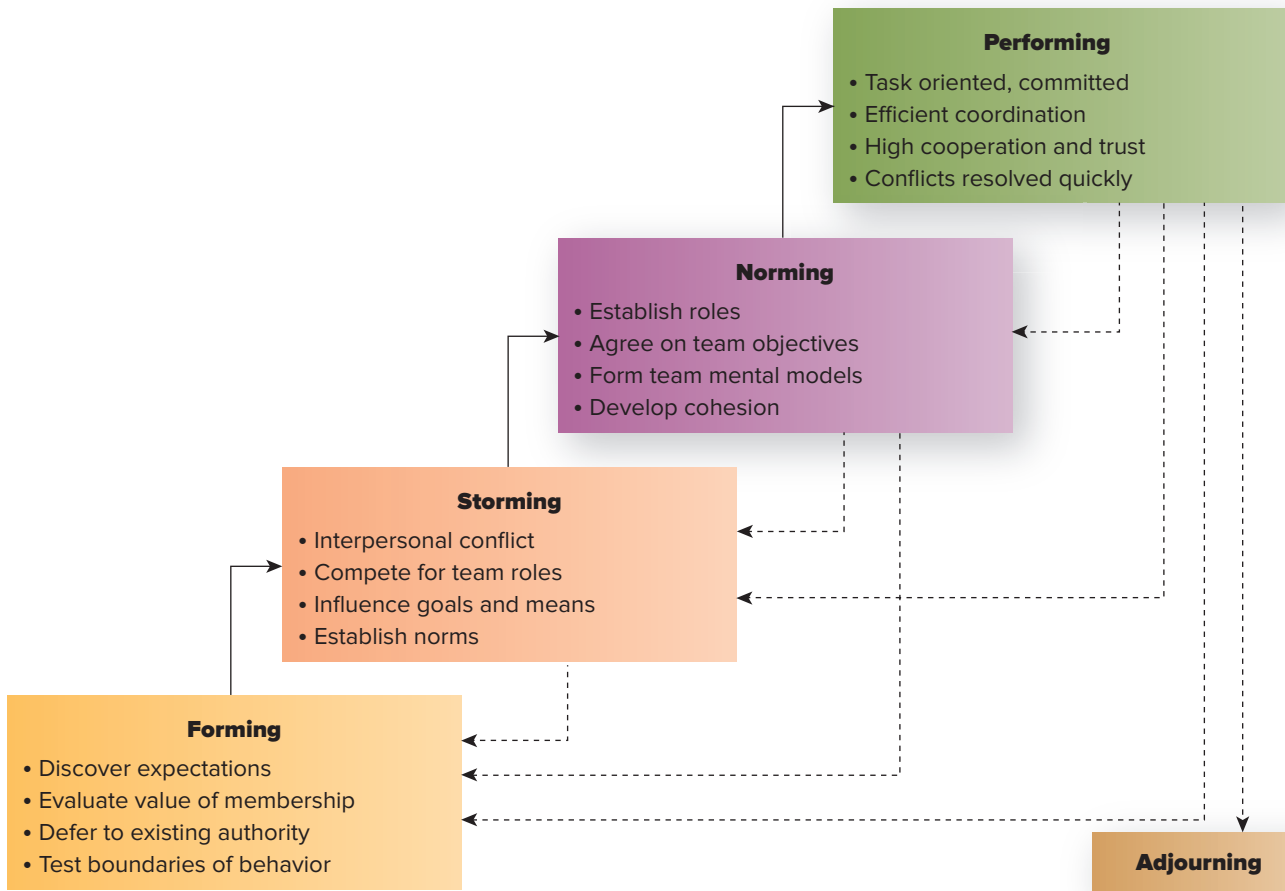 Performing
• Task oriented, committed
• Efficient coordination
• High cooperation and trust
• Conflicts resolved quickly
Norming
• Establish roles
• Agree on team objectives
• Form team mental models
• Develop cohesion
Storming
• Interpersonal conflict
• Compete for team roles
• Influence goals and means
• Establish norms
Forming
• Discover expectations
• Evaluate value of membership
• Defer to existing authority
• Test boundaries of behavior
Adjourning